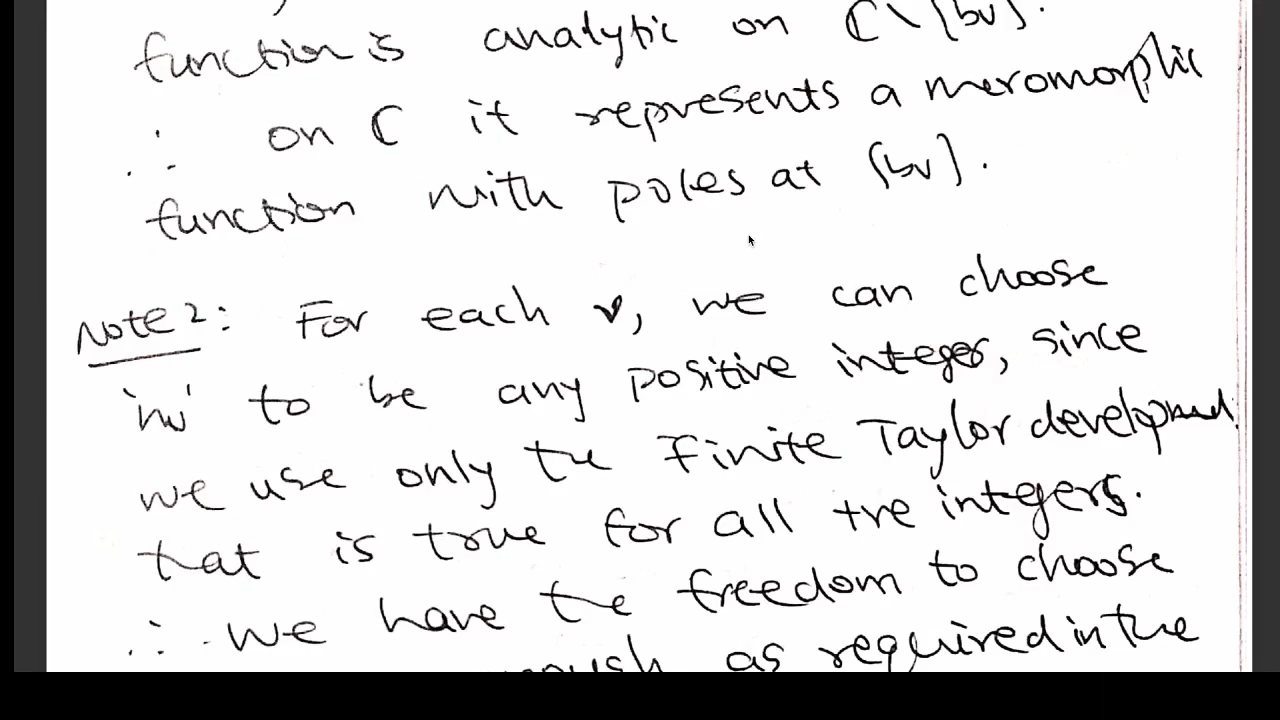 function is analytic on ℂ \ {bν}.
∴ on ℂ it represents a meromorphic
function with poles at {bν}.
Note 2: For each ν, we can choose
'nν' to be any positive integer, since
we use only the Finite Taylor development
that is true for all +ve integers.
∴ we have the freedom to choose
as required in the